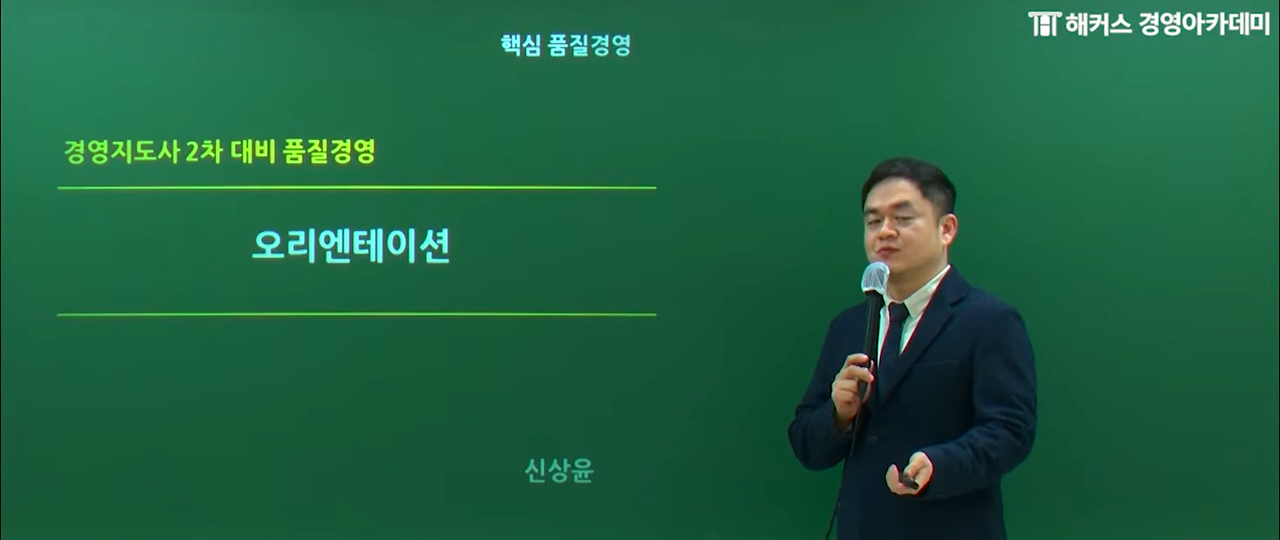 해커스 경영아카데미
핵심 품질경영
경영지도사 2차 대비 품질경영
오리엔테이션
신상윤